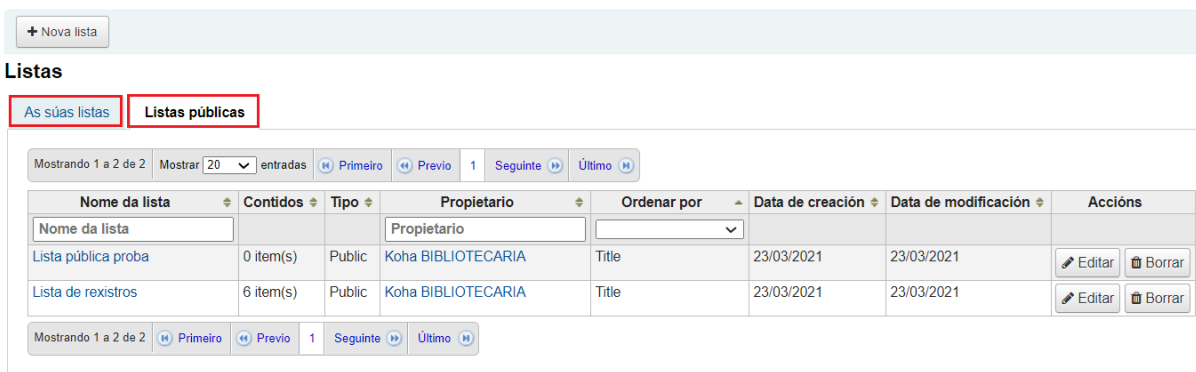 + Nova lista
Listas
As súas listas Listas públicas
Mostrando 1 a 2 de 2 Mostrar 20 entradas Primeiro Previo 1 Seguinte Último
Nome da lista Contidos Tipo Propietario Ordenar por Data de creación Data de modificación Accións
Nome da lista Propietario
Lista pública proba 0 item(s) Public Koha BIBLIOTECARIA Title 23/03/2021 23/03/2021 Editar Borrar
Lista de rexistros 6 item(s) Public Koha BIBLIOTECARIA Title 23/03/2021 23/03/2021 Editar Borrar
Mostrando 1 a 2 de 2 Primeiro Previo 1 Seguinte Último